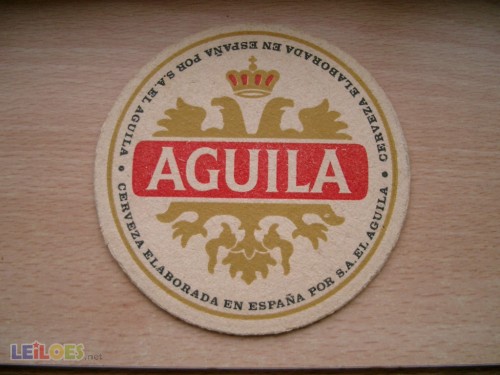 CERVEZA ELABORADA EN ESPAÑA POR S.A. EL AGUILA •
AGUILA
CERVEZA ELABORADA EN ESPAÑA POR S.A. EL AGUILA •
LEiLOES.net